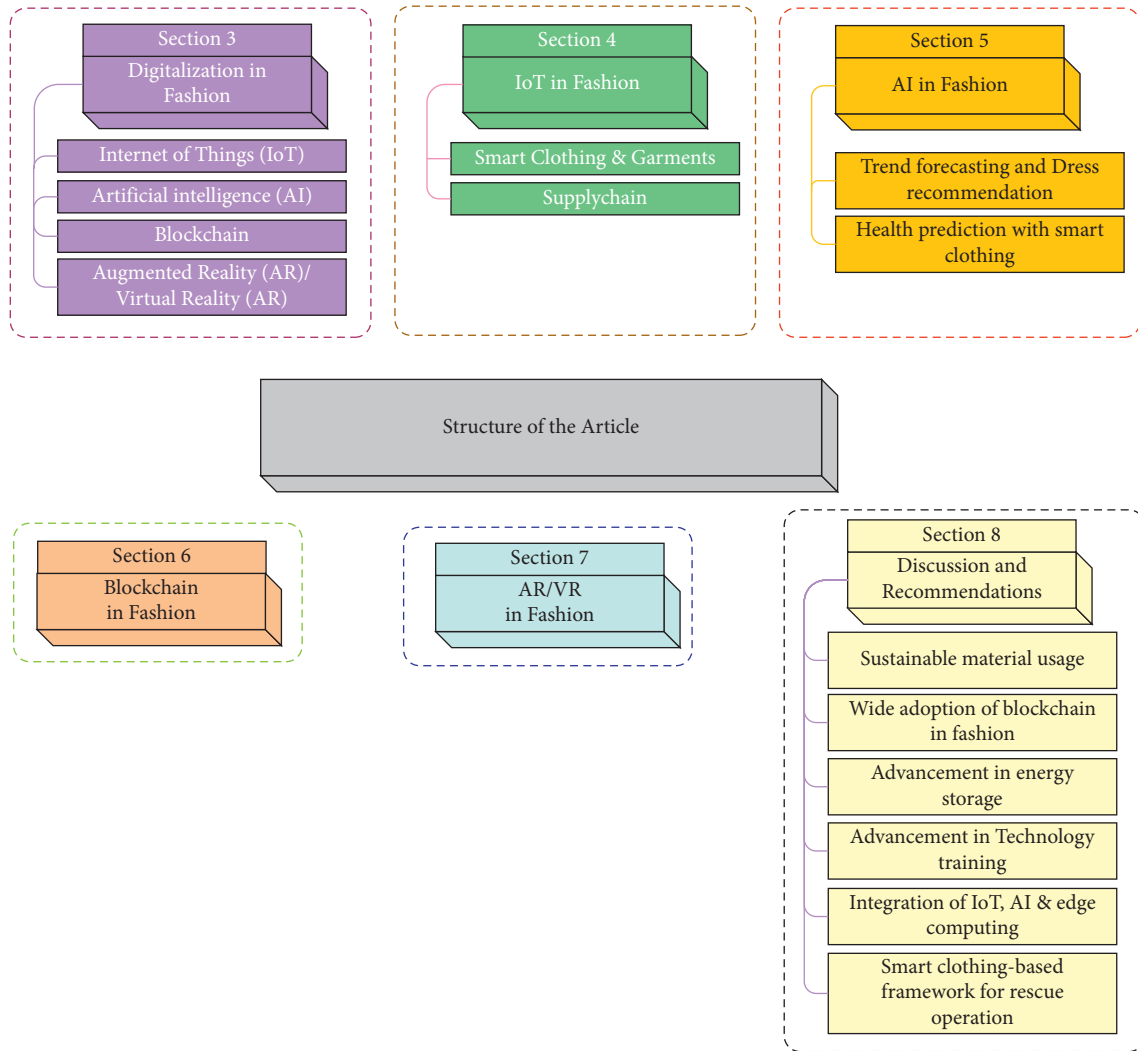 Section 3
Digitalization in
Fashion
Internet of Things (IoT)
Artificial intelligence (AI)
Blockchain
Augmented Reality (AR)/
Virtual Reality (AR)
Section 4
IoT in Fashion
Smart Clothing & Garments
Supplychain
Section 5
AI in Fashion
Trend forecasting and Dress
recommendation
Health prediction with smart
clothing
Structure of the Article
Section 6
Blockchain
in Fashion
Section 7
AR/VR
in Fashion
Section 8
Discussion and
Recommendations
Sustainable material usage
Wide adoption of blockchain
in fashion
Advancement in energy
storage
Advancement in Technology
training
Integration of IoT, AI & edge
computing
Smart clothing-based
framework for rescue
operation